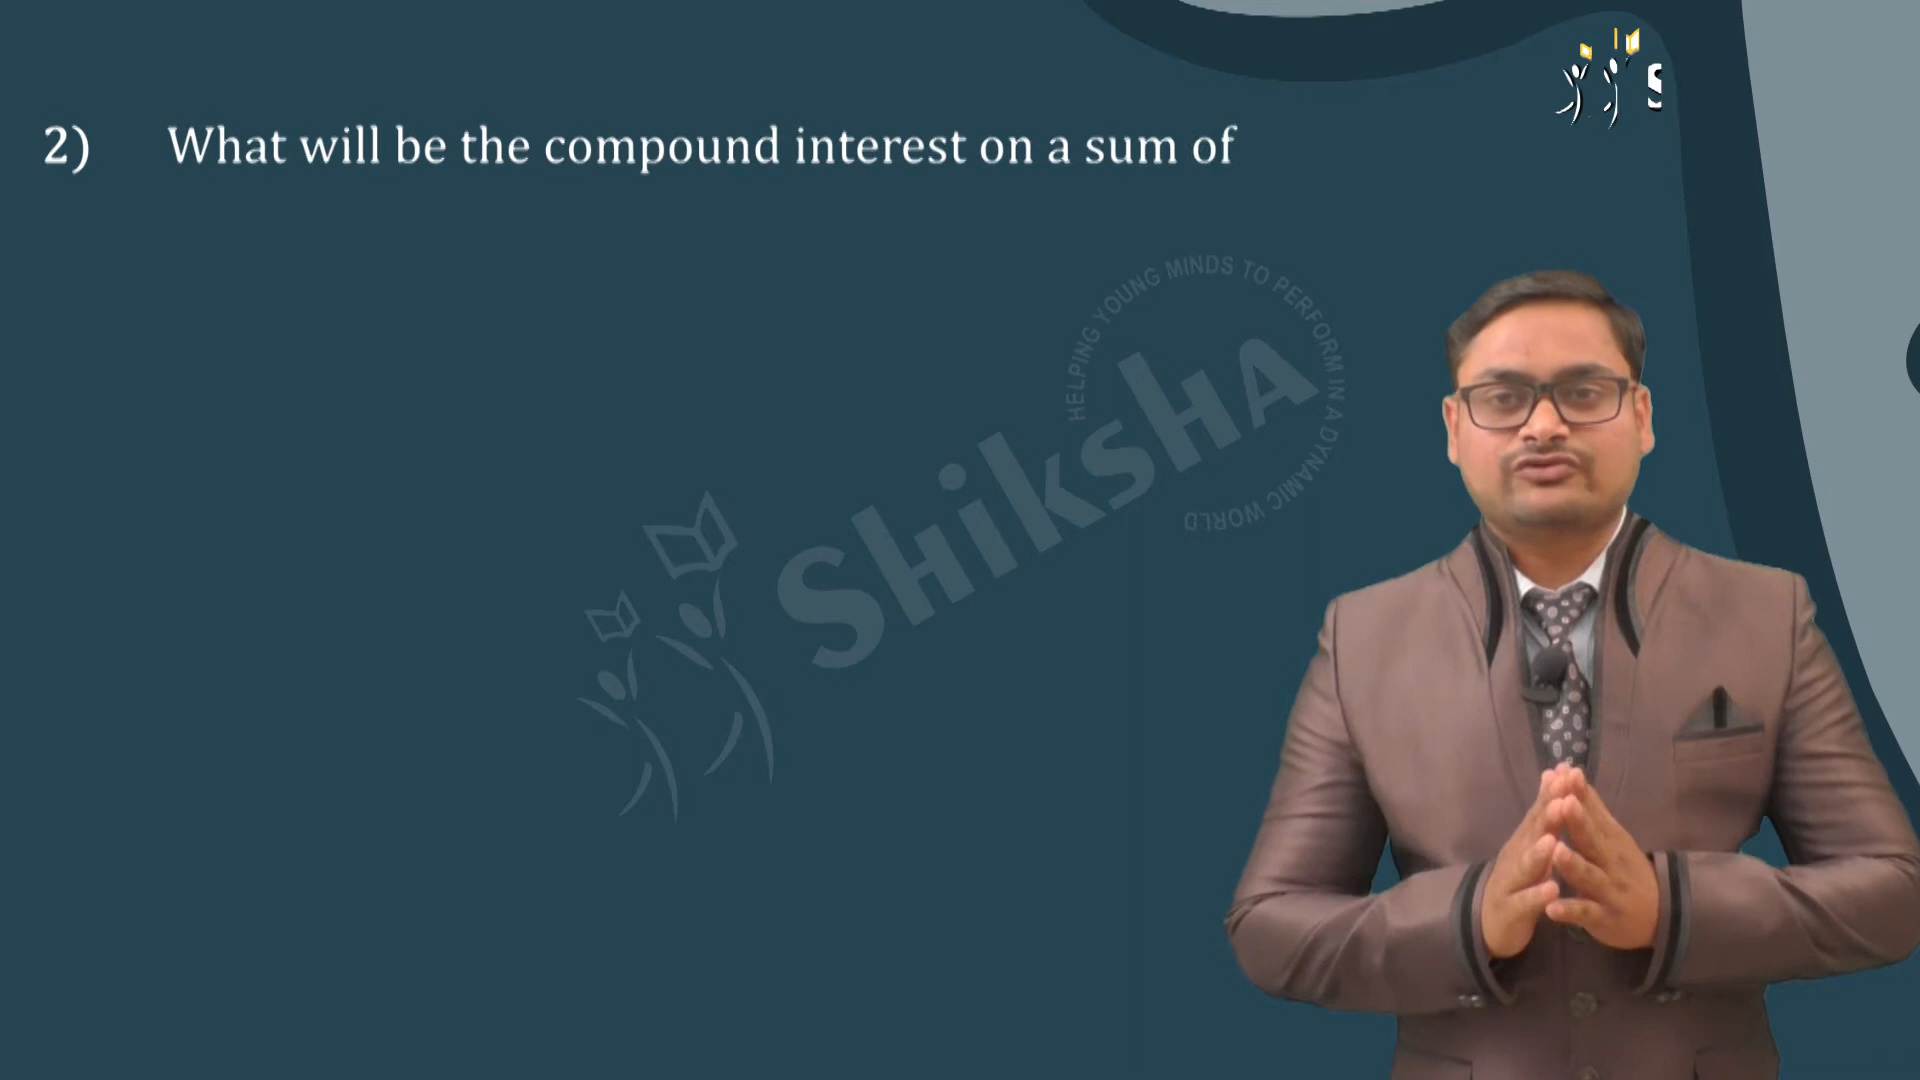 S
2) What will be the compound interest on a sum of
HELPING YOUNG MINDS TO PERFORM IN A DYNAMIC WORLD
ShiksHA